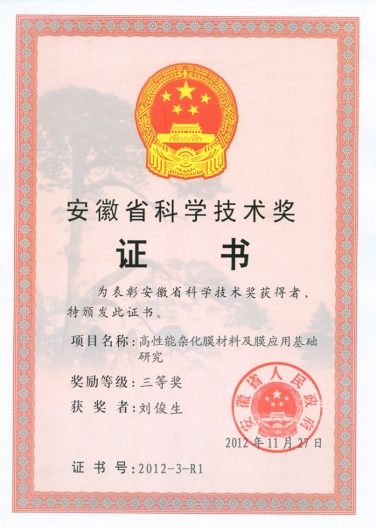 安徽省科学技术奖
证书
为表彰安徽省科学技术奖获得者，
特颁发此证书。
项目名称：高性能杂化膜材料及膜应用基础
研究
奖励等级：三等奖
获奖者：刘俊生
安徽省人民政府
2012年11月27日
证书号：2012-3-R1